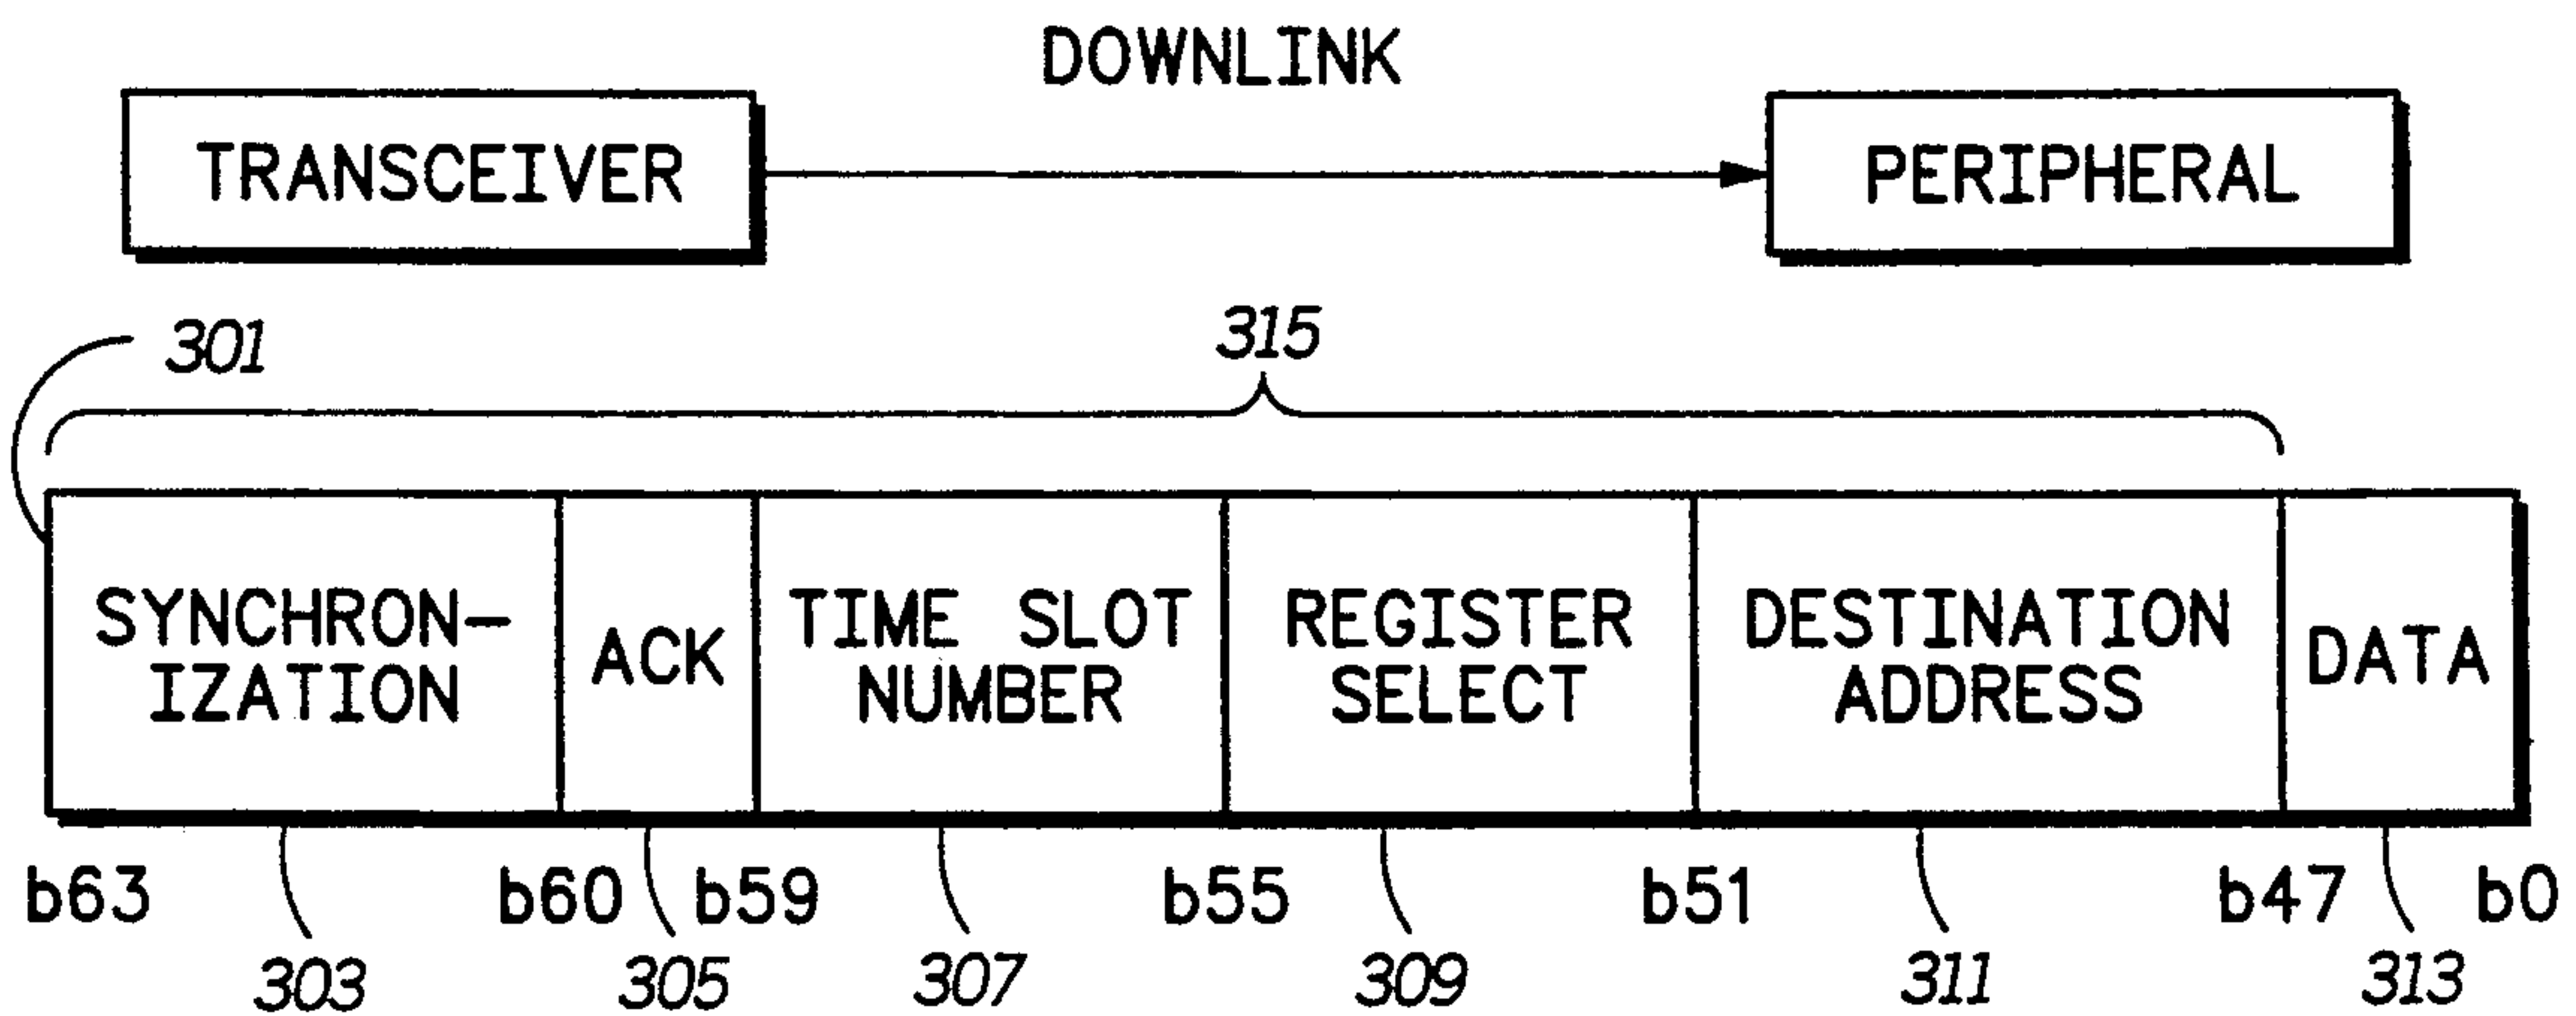 DOWNLINK
TRANSCEIVER
PERIPHERAL
301
315
SYNCHRON-
IZATION
ACK
TIME SLOT
NUMBER
REGISTER
SELECT
DESTINATION
ADDRESS
DATA
b63 b60 b59 b55 b51 b47 b0
303 305 307 309 311 313